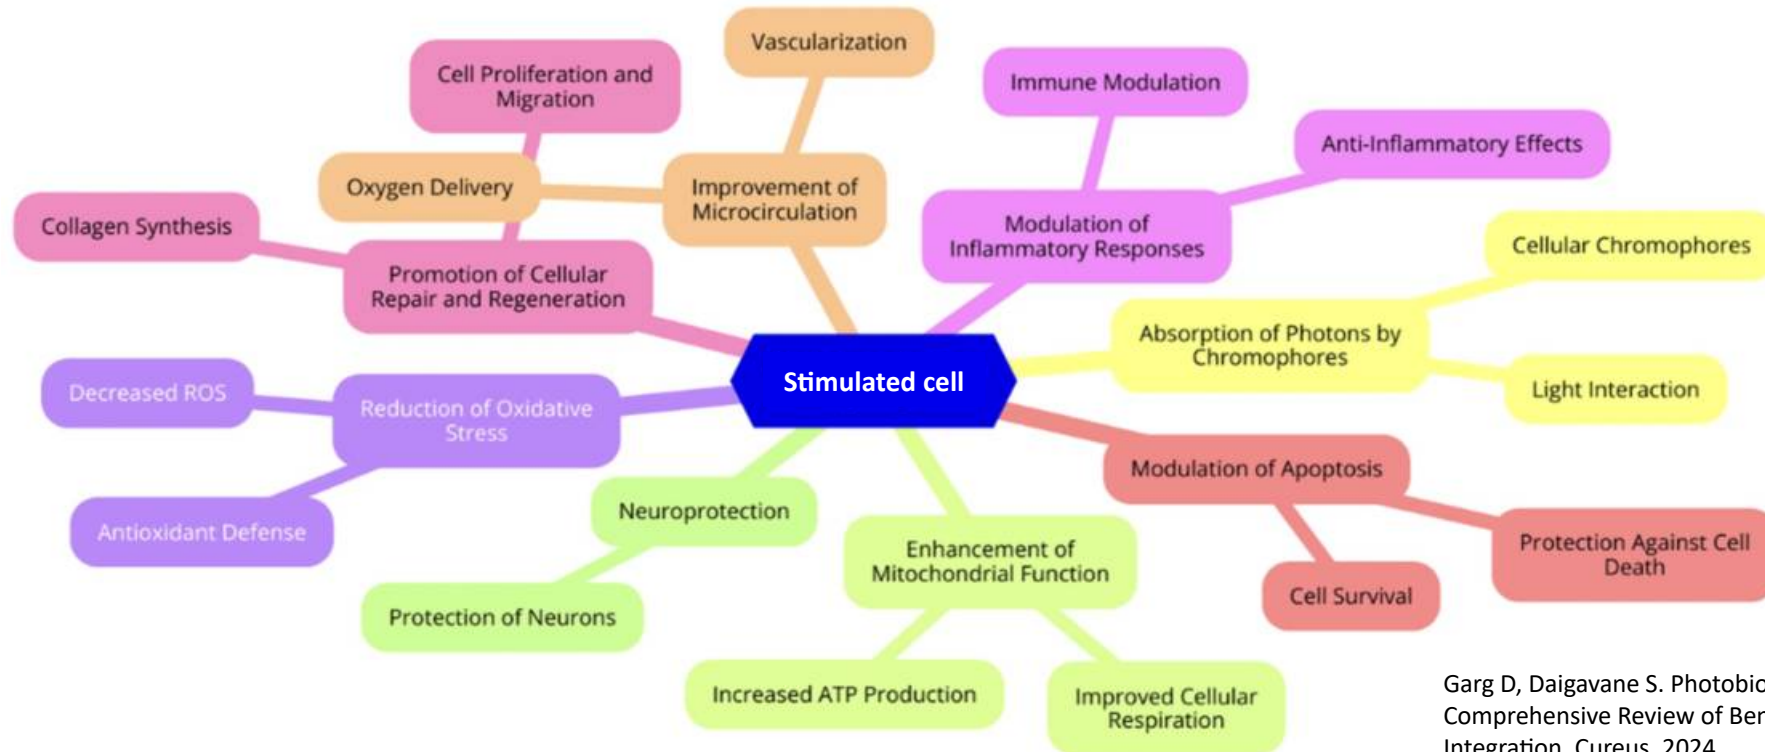 Vascularization
Cell Proliferation and
Migration
Immune Modulation
Anti-Inflammatory Effects
Oxygen Delivery
Improvement of
Microcirculation
Collagen Synthesis
Modulation of
Inflammatory Responses
Cellular Chromophores
Promotion of Cellular
Repair and Regeneration
Absorption of Photons by
Chromophores
Stimulated cell
Light Interaction
Decreased ROS
Reduction of Oxidative
Stress
Modulation of Apoptosis
Neuroprotection
Antioxidant Defense
Enhancement of
Mitochondrial Function
Protection Against Cell
Death
Cell Survival
Protection of Neurons
Increased ATP Production
Improved Cellular
Respiration
Garg D, Daigavane S.
Comprehensive Review of
Integration. Cureus. 2024